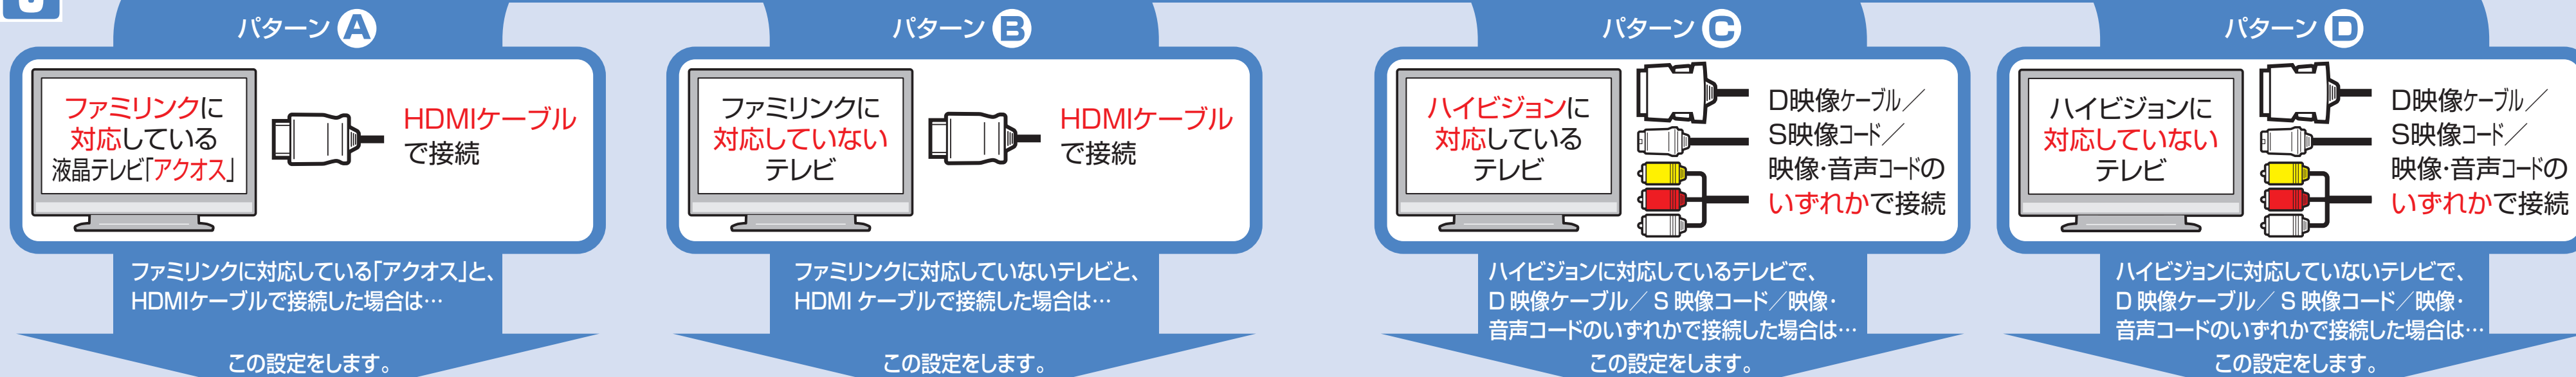 パターン A
ファミリンクに
対応している
液晶テレビ「アクオス」
HDMIケーブル
で接続
ファミリンクに対応している「アクオス」と、
HDMIケーブルで接続した場合は…
この設定をします。
パターン B
ファミリンクに
対応していない
テレビ
HDMIケーブル
で接続
ファミリンクに対応していないテレビと、
HDMI ケーブルで接続した場合は…
この設定をします。
パターン C
ハイビジョンに
対応している
テレビ
D映像ケーブル／
S映像コード／
映像・音声コードの
いずれかで接続
ハイビジョンに対応しているテレビで、
D 映像ケーブル／ S 映像コード／映像・
音声コードのいずれかで接続した場合は…
この設定をします。
パターン D
ハイビジョンに
対応していない
テレビ
D映像ケーブル／
S映像コード／
映像・音声コードの
いずれかで接続
ハイビジョンに対応していないテレビで、
D 映像ケーブル／ S 映像コード／映像・
音声コードのいずれかで接続した場合は…
この設定をします。